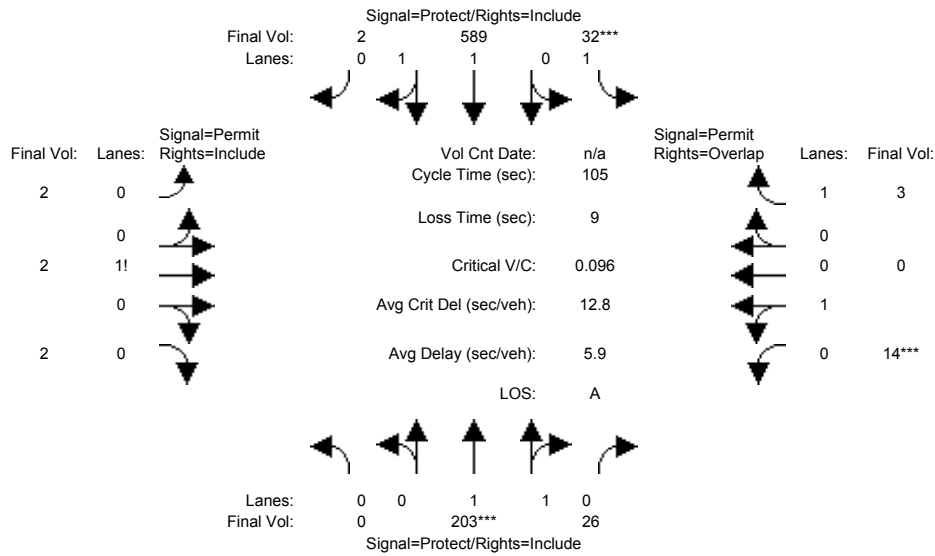 Signal=Protect/Rights=Include
Final Vol: 2 589 32***
Lanes: 0 1 1 0 1
Signal=Permit Signal=Permit
Final Vol: Lanes: Rights=Include Vol Cnt Date: n/a Rights=Overlap Lanes: Final Vol:
Cycle Time (sec): 105
2 0 1 3
Loss Time (sec): 9
0 0
2 1! Critical V/C: 0.096 0 0
0 Avg Crit Del (sec/veh): 12.8 1
2 0 Avg Delay (sec/veh): 5.9 0 14***
LOS: A
Lanes: 0 0 1 1 0
Final Vol: 0 203*** 26
Signal=Protect/Rights=Include